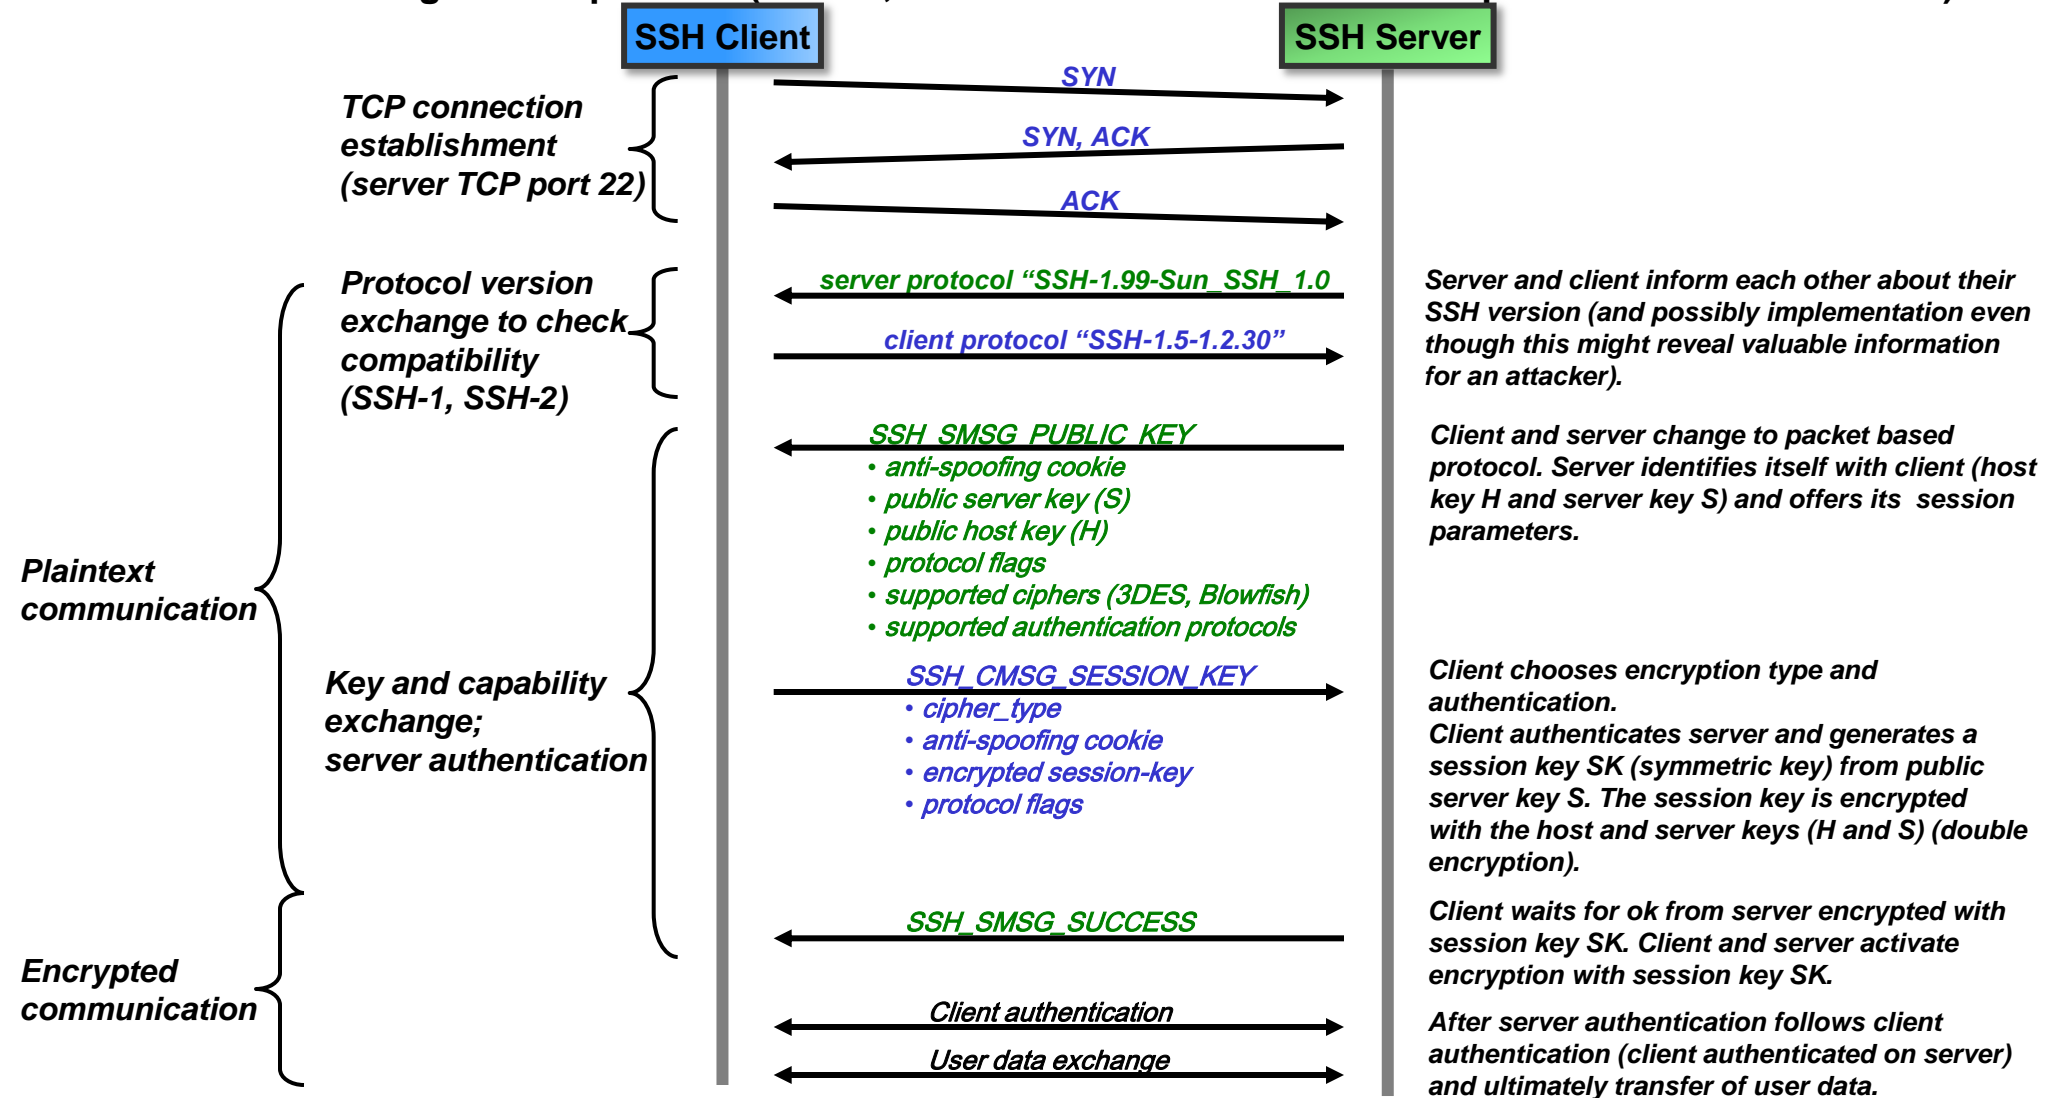 SSH Client
SSH Server
SYN
TCP connection
establishment
(server TCP port 22)
SYN, ACK
ACK
Protocol version
exchange to check
compatibility
(SSH-1, SSH-2)
server protocol “SSH-1.99-Sun_SSH_1.0
client protocol “SSH-1.5-1.2.30”
Server and client inform each other about their
SSH version (and possibly implementation even
though this might reveal valuable information
for an attacker).
SSH_SMSG_PUBLIC_KEY
• anti-spoofing cookie
• public server key (S)
• public host key (H)
• protocol flags
• supported ciphers (3DES, Blowfish)
• supported authentication protocols
Client and server change to packet based
protocol. Server identifies itself with client (host
key H and server key S) and offers its session
parameters.
Plaintext
communication
Key and capability
exchange;
server authentication
SSH_CMSG_SESSION_KEY
• cipher_type
• anti-spoofing cookie
• encrypted session-key
• protocol flags
Client chooses encryption type and
authentication.
Client authenticates server and generates a
session key SK (symmetric key) from public
server key S. The session key is encrypted
with the host and server keys (H and S) (double
encryption).
SSH_SMSG_SUCCESS
Client waits for ok from server encrypted with
session key SK. Client and server activate
encryption with session key SK.
Encrypted
communication
Client authentication
User data exchange
After server authentication follows client
authentication (client authenticated on server)
and ultimately transfer of user data.